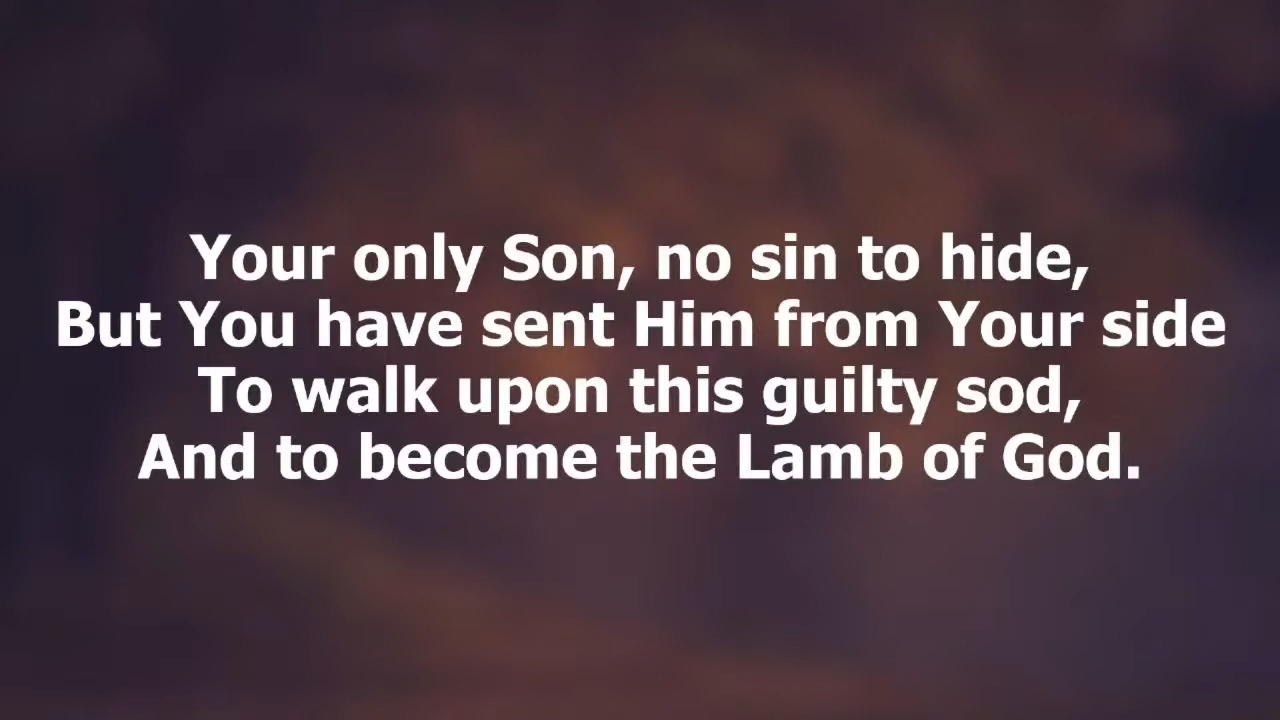 Your only Son, no sin to hide,
But You have sent Him from Your side
To walk upon this guilty sod,
And to become the Lamb of God.